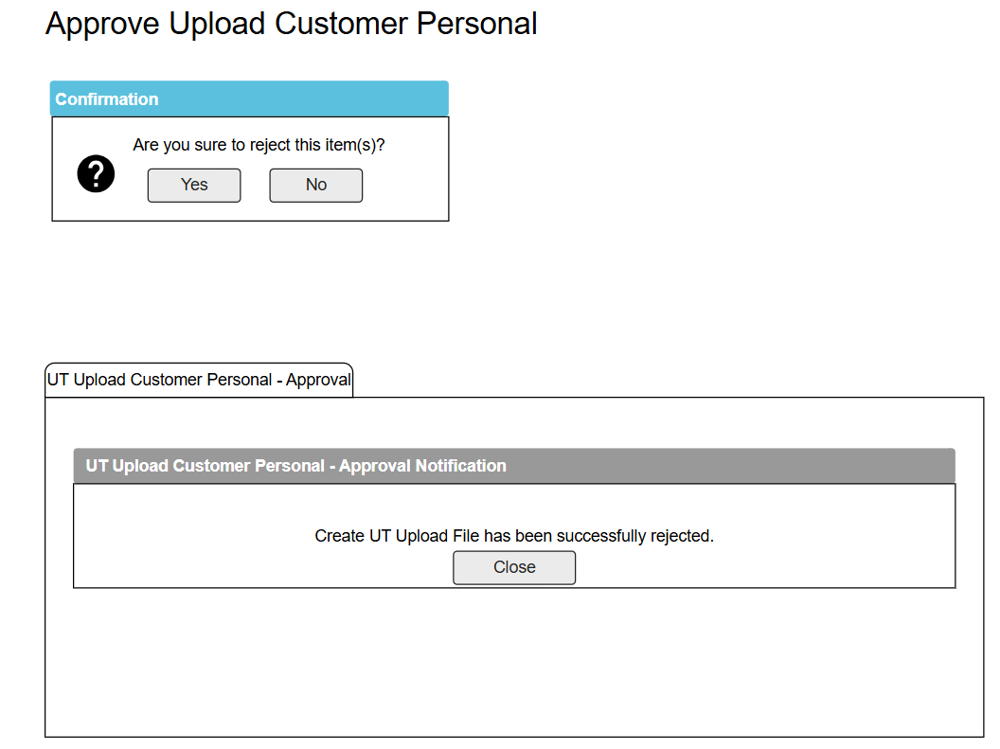 Approve Upload Customer Personal
Confirmation
Are you sure to reject this item(s)?
?
Yes No
UT Upload Customer Personal - Approval
UT Upload Customer Personal - Approval Notification
Create UT Upload File has been successfully rejected.
Close